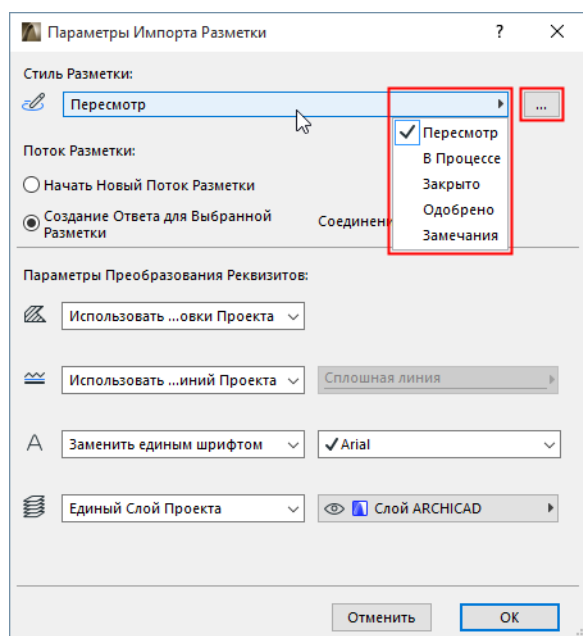 Параметры Импорта Разметки
Стиль Разметки:
Пересмотр
...
Пересмотр
В Процессе
Закрыто
Одобрено
Замечания
Поток Разметки:
Начать Новый Поток Разметки
Создание Ответа для Выбранной
Разметки
Параметры Преобразования Реквизитов:
Использовать ...овки Проекта
Использовать ...иний Проекта
Сплошная линия
Заменить единым шрифтом
Arial
Единый Слой Проекта
Слой ARCHICAD
Отменить
OK